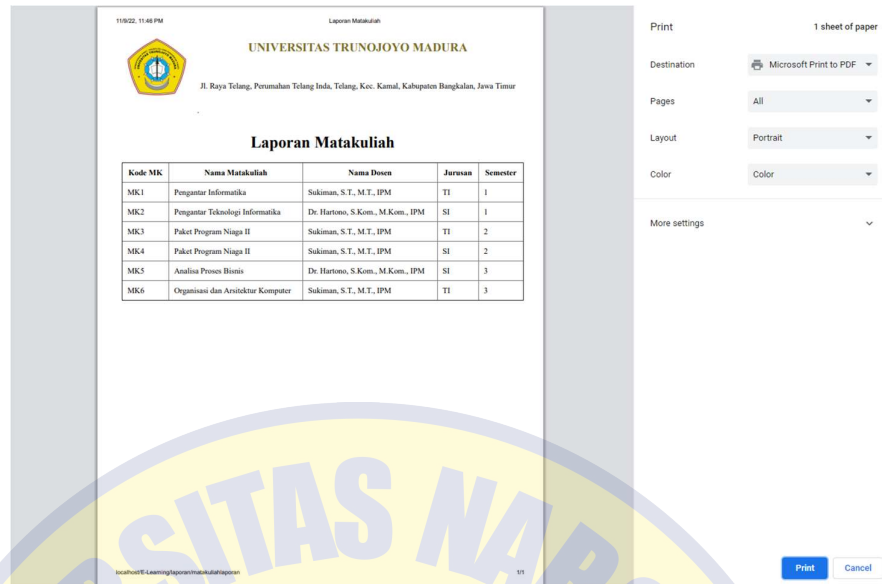 11/9/22, 11:46 PM Laporan Matakuliah
UNIVERSITAS TRUNOJOYO MADURA
Jl. Raya Telang, Perumahan Telang Inda, Telang, Kec. Kamal, Kabupaten Bangkalan, Jawa Timur
Laporan Matakuliah
Kode MK Nama Matakuliah Nama Dosen Jurusan Semester
MK1 Pengantar Informatika Sukiman, S.T., M.T., IPM TI 1
MK2 Pengantar Teknologi Informatika Dr. Hartono, S.Kom., M.Kom., IPM SI 1
MK3 Paket Program Niaga II Sukiman, S.T., M.T., IPM TI 2
MK4 Paket Program Niaga II Sukiman, S.T., M.T., IPM SI 2
MK5 Analisa Proses Bisnis Dr. Hartono, S.Kom., M.Kom., IPM SI 3
MK6 Organisasi dan Arsitektur Komputer Sukiman, S.T., M.T., IPM TI 3
localhost/E-Learning/laporan/matakuliah/laporan 1/1
Print 1 sheet of paper
Destination Microsoft Print to PDF
Pages All
Layout Portrait
Color Color
More settings
Print Cancel
SITAS NA